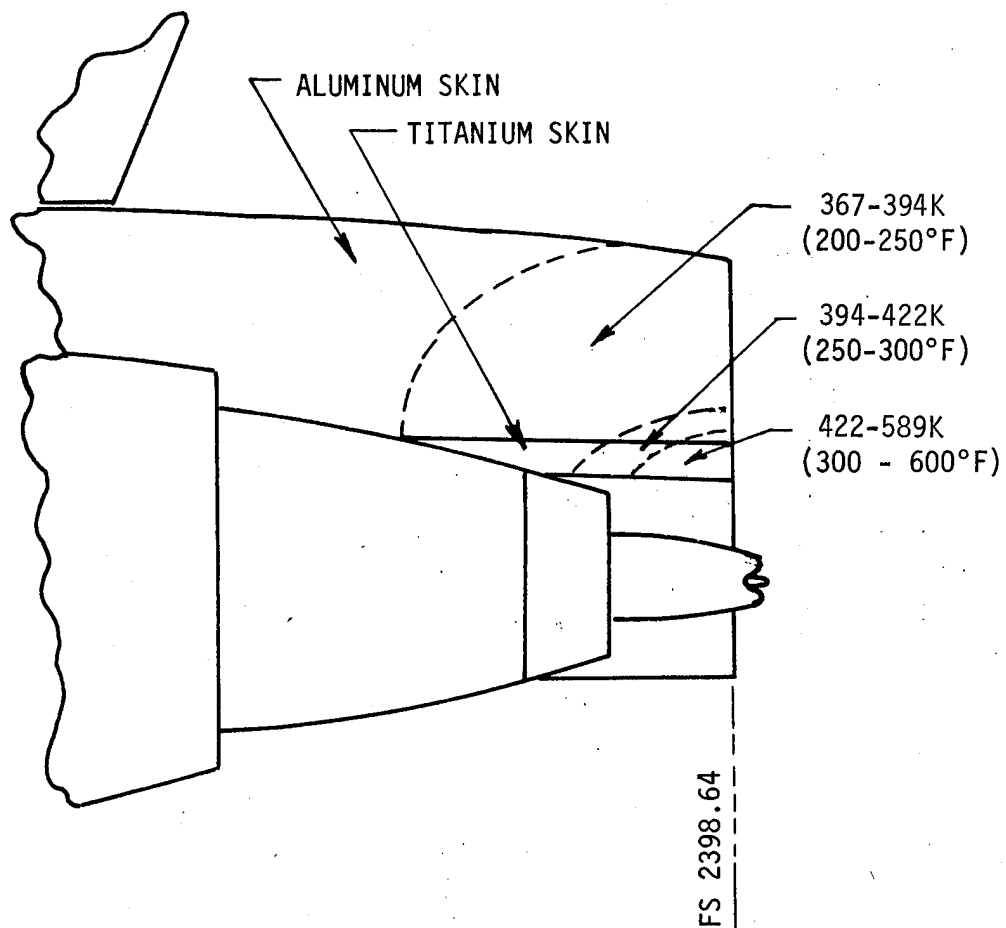 ALUMINUM SKIN
TITANIUM SKIN
367-394K
(200-250°F)
394-422K
(250-300°F)
422-589K
(300 - 600°F)
FS 2398.64